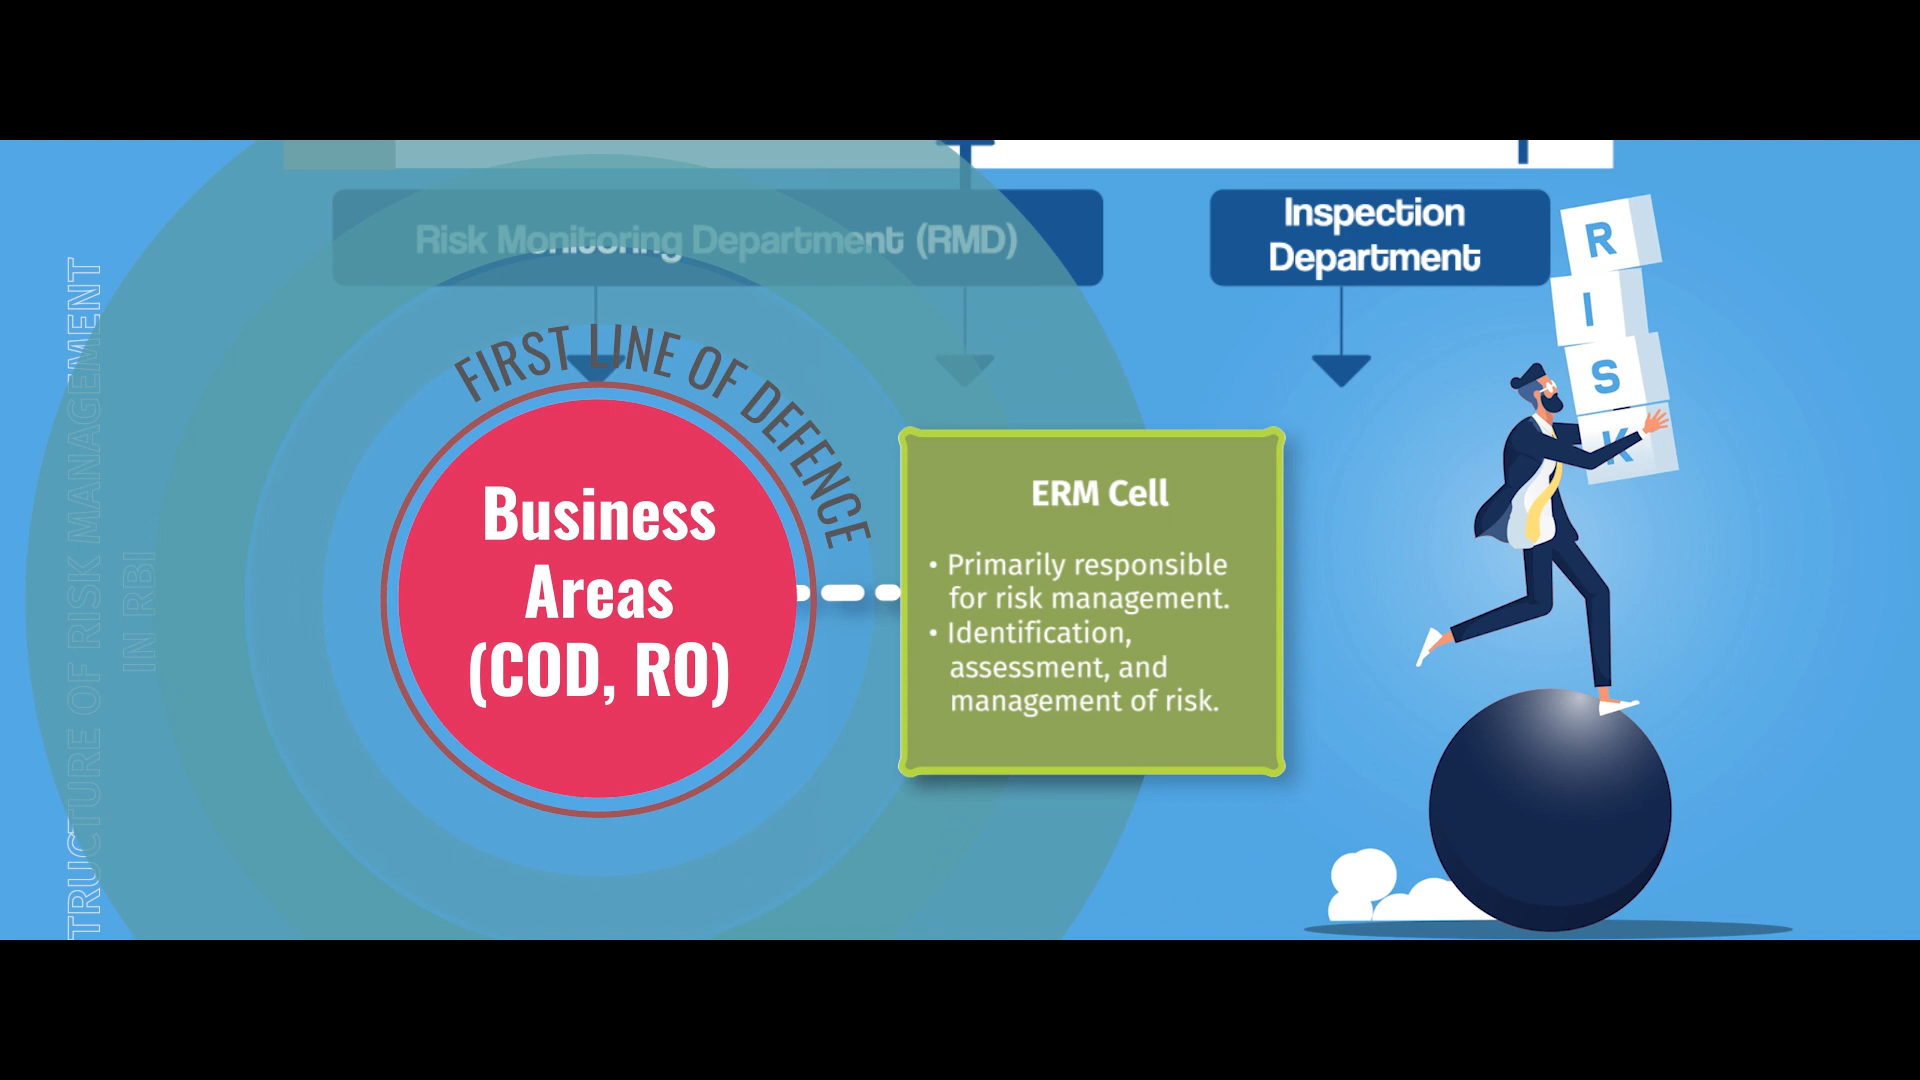 Risk Monitoring Department (RMD)
Inspection
Department
R
I
S
K
FIRST LINE OF DEFENCE
Business
Areas
(COD, RO)
ERM Cell
• Primarily responsible
for risk management.
• Identification,
assessment, and
management of risk.
TRUCTURE OF RISK MANAGEMENT
IN RBI